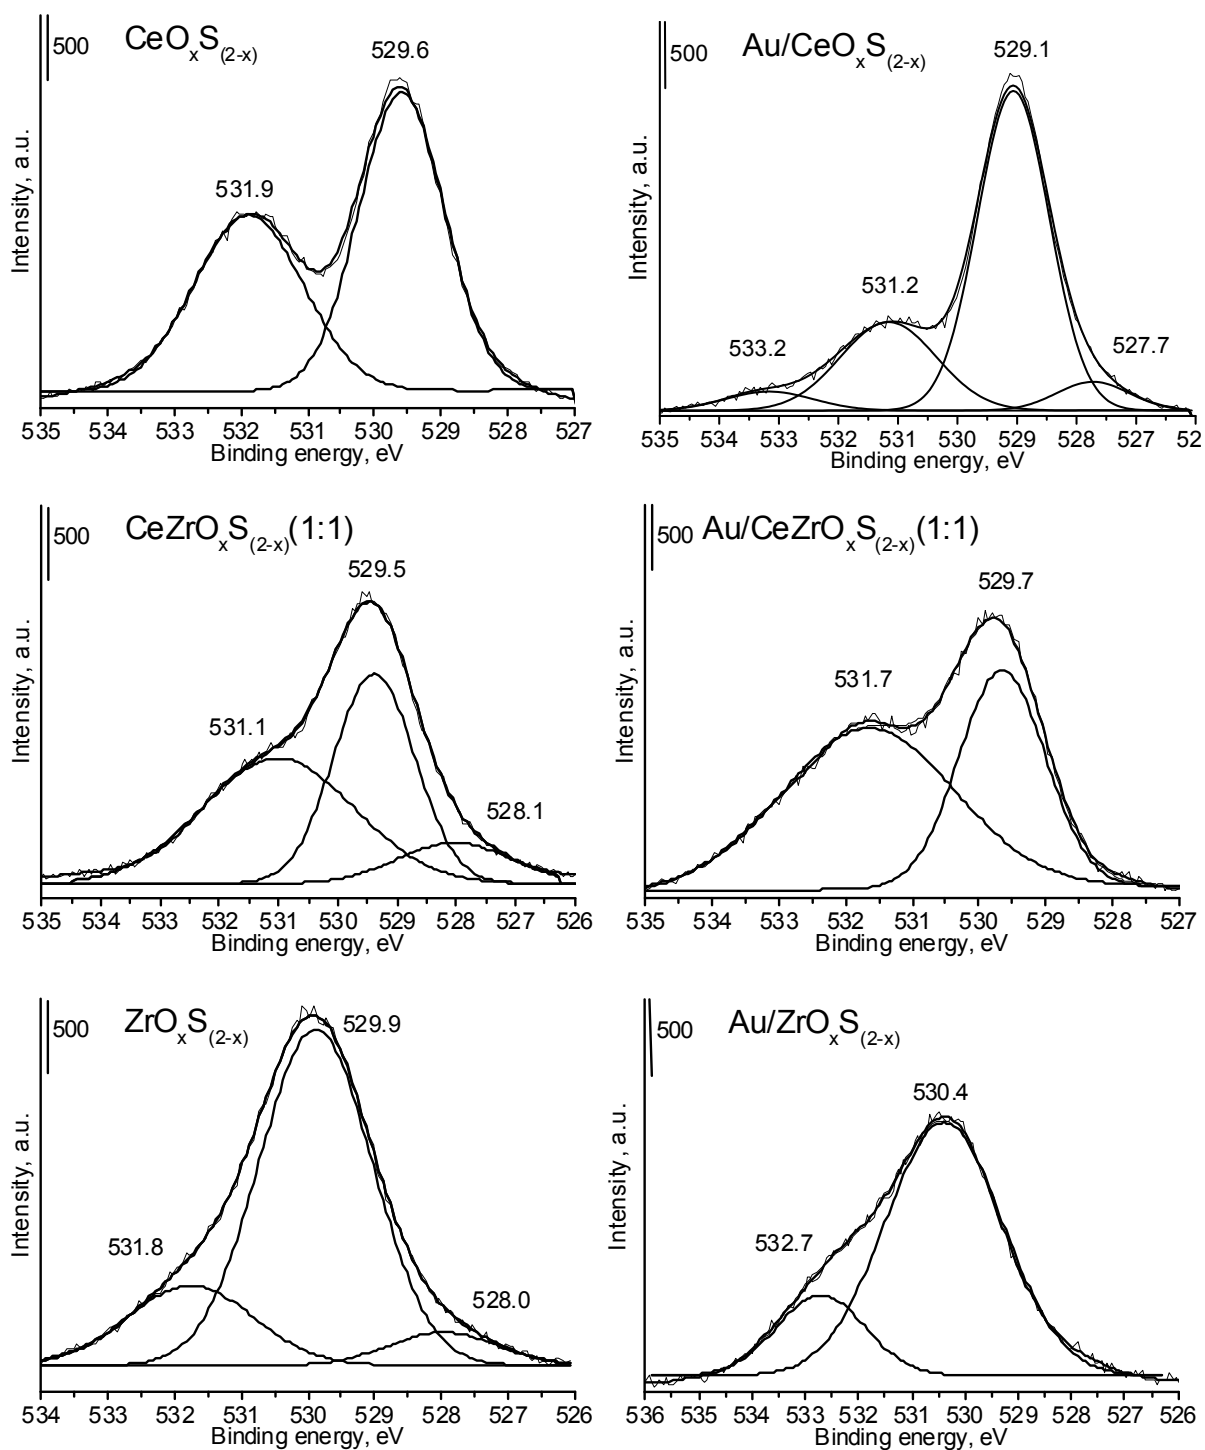 500
CeOxS(2-x)
529.6
531.9
Intensity, a.u.
535 534 533 532 531 530 529 528 527
Binding energy, eV
500
Au/CeOxS(2-x)
529.1
531.2
533.2
527.7
Intensity, a.u.
535 534 533 532 531 530 529 528 527 52
Binding energy, eV
500
CeZrOxS(2-x)(1:1)
529.5
531.1
528.1
Intensity, a.u.
535 534 533 532 531 530 529 528 527 526
Binding energy, eV
500
Au/CeZrOxS(2-x)(1:1)
529.7
531.7
Intensity, a.u.
535 534 533 532 531 530 529 528 527
Binding energy, eV
500
ZrOxS(2-x)
529.9
531.8
528.0
Intensity, a.u.
534 533 532 531 530 529 528 527 526
Binding energy, eV
500
Au/ZrOxS(2-x)
530.4
532.7
Intensity, a.u.
536 535 534 533 532 531 530 529 528 527 526
Binding energy, eV